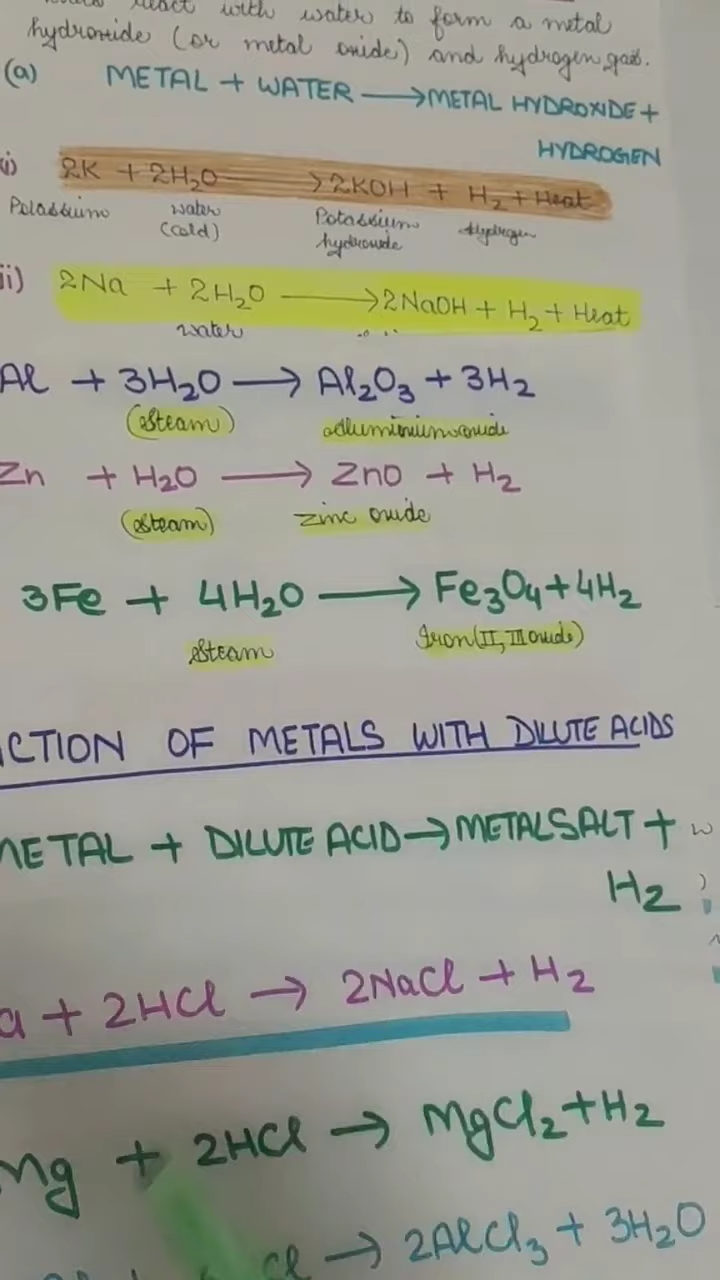 react with water to form a metal
hydroxide (or metal oxide) and hydrogen gas.
(a) METAL + WATER → METAL HYDROXIDE +
HYDROGEN
i) 2K + 2H₂O → 2KOH + H₂ + Heat
Potassium water Potassium Hydrogen
(cold) hydroxide
ii) 2Na + 2H₂O → 2NaOH + H₂ + Heat
water
Al + 3H₂O → Al₂O₃ + 3H₂
(steam) aluminium oxide
Zn + H₂O → ZnO + H₂
(steam) zinc oxide
3Fe + 4H₂O → Fe₃O₄ + 4H₂
steam Iron (II, III oxide)
CTION OF METALS WITH DILUTE ACIDS
METAL + DILUTE ACID → METAL SALT +
H₂
a + 2HCl → 2NaCl + H₂
Mg + 2HCl → MgCl₂ + H₂
Cl → 2AlCl₃ + 3H₂O